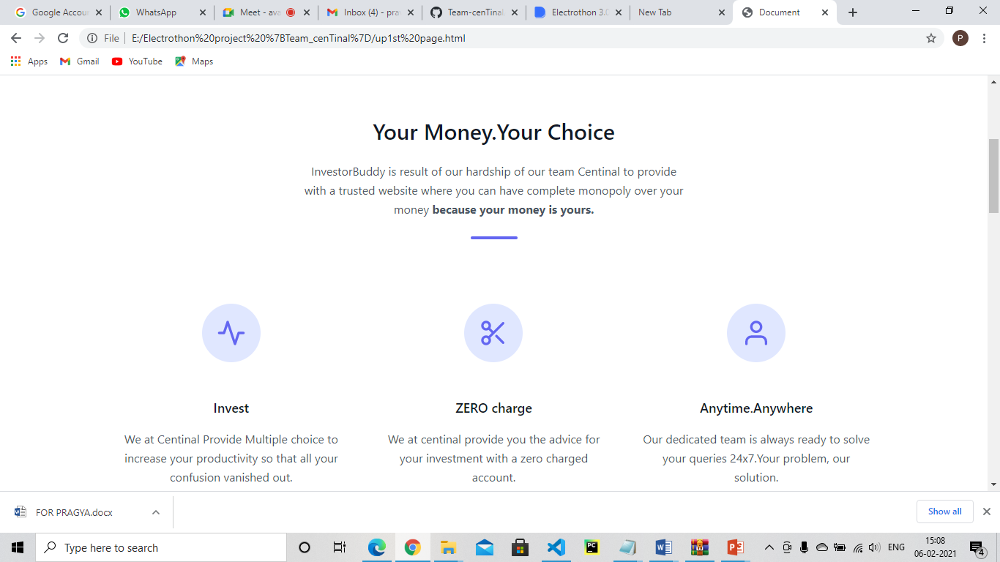 Google Accou
WhatsApp
Meet - ava
Inbox (4) - pra
Team-cenTinal
Electrothon 3.0
New Tab
Document
File
E:/Electrothon%20project%20%7BTeam_cenTinal%7D/up1st%20page.html
P
Apps
Gmail
YouTube
Maps
Your Money.Your Choice
InvestorBuddy is result of our hardship of our team Centinal to provide
with a trusted website where you can have complete monopoly over your
money because your money is yours.
Invest
We at Centinal Provide Multiple choice to
increase your productivity so that all your
confusion vanished out.
ZERO charge
We at centinal provide you the advice for
your investment with a zero charged
account.
Anytime.Anywhere
Our dedicated team is always ready to solve
your queries 24x7.Your problem, our
solution.
FOR PRAGYA.docx
Show all
Type here to search
ENG
15:08
06-02-2021
4